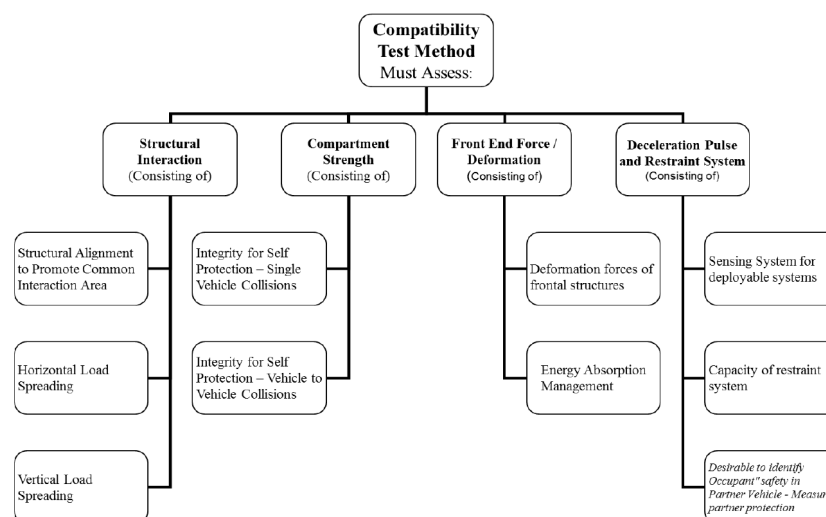 Compatibility
Test Method
Must Assess:
Structural
Interaction
(Consisting of)
Compartment
Strength
(Consisting of)
Front End Force /
Deformation
(Consisting of)
Deceleration Pulse
and Restraint System
(Consisting of)
Structural Alignment
to Promote Common
Interaction Area
Integrity for Self
Protection – Single
Vehicle Collisions
Deformation forces of
frontal structures
Sensing System for
deployable systems
Horizontal Load
Spreading
Integrity for Self
Protection – Vehicle to
Vehicle Collisions
Energy Absorption
Management
Capacity of restraint
system
Vertical Load
Spreading
Desirable to identify
Occupant" safety in
Partner Vehicle - Measur
partner protection